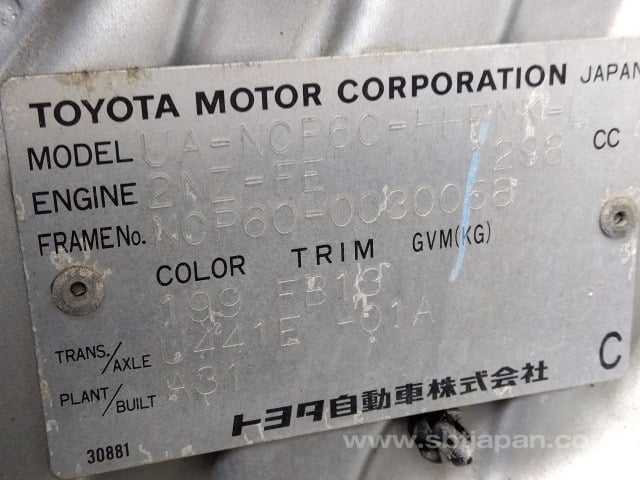 TOYOTA MOTOR CORPORATION JAPAN
MODEL UA-NCP60-HHPNK-L
ENGINE 2NZ-FE 1298 CC
FRAME No. NCP60-0030058
COLOR TRIM GVM(KG)
199 FB13
TRANS./AXLE U441E -01A
PLANT/BUILT A31
C
トヨタ自動車株式会社
30881
www.sbtjapan.com